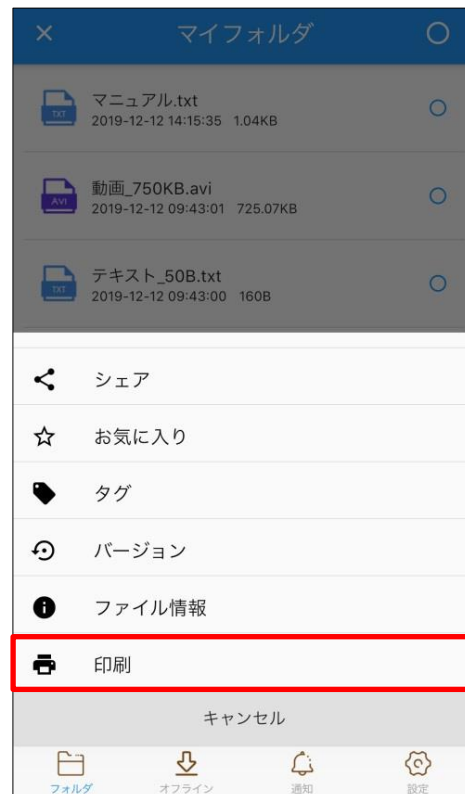 マイフォルダ
TXT
マニュアル.txt
2019-12-12 14:15:35 1.04KB
AVI
動画_750KB.avi
2019-12-12 09:43:01 725.07KB
TXT
テキスト_50B.txt
2019-12-12 09:43:00 160B
シェア
お気に入り
タグ
バージョン
ファイル情報
印刷
キャンセル
フォルダ オフライン 通知 設定